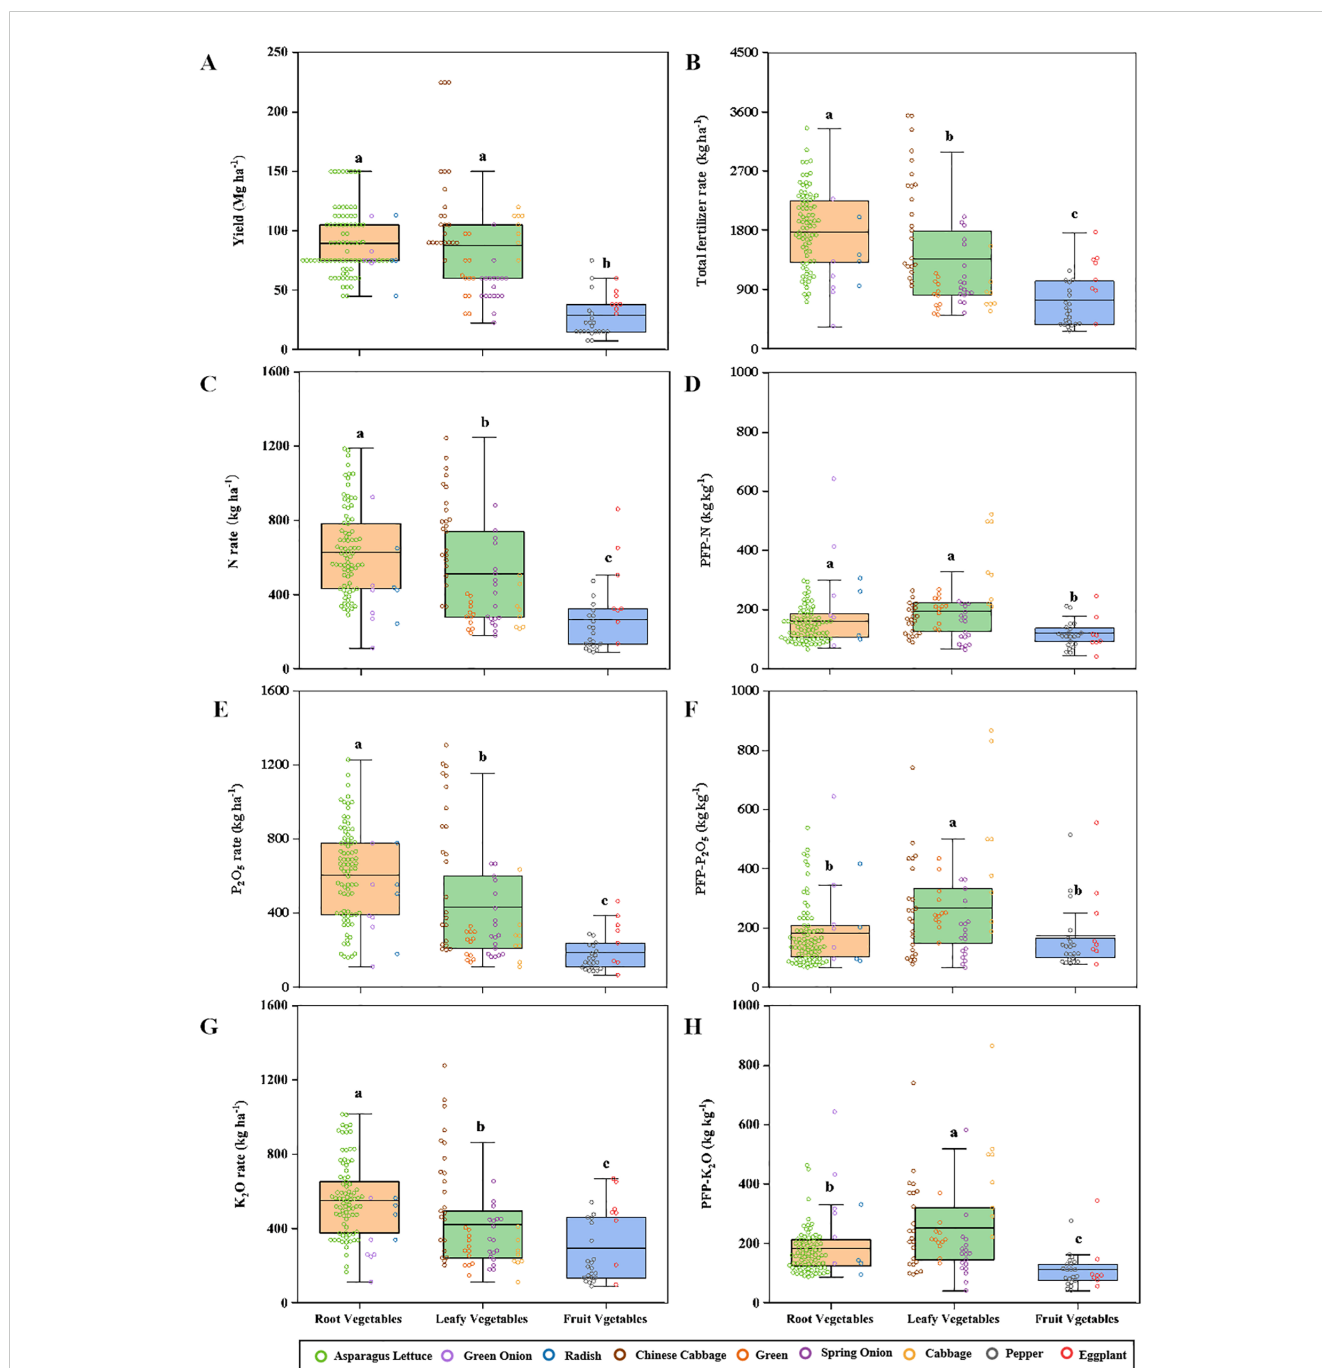 A
Yield (Mg ha⁻¹)
250
200
150
100
50
0
a
a
b
B
Total fertilizer rate (kg ha⁻¹)
4500
3600
2700
1800
900
0
a
b
c
C
N rate (kg ha⁻¹)
1600
1200
800
400
0
a
b
c
D
PFP-N (kg kg⁻¹)
1000
800
600
400
200
0
a
a
b
E
P₂O₅ rate (kg ha⁻¹)
1600
1200
800
400
0
a
b
c
F
PFP-P₂O₅ (kg kg⁻¹)
1000
800
600
400
200
0
b
a
b
G
K₂O rate (kg ha⁻¹)
1600
1200
800
400
0
a
b
c
Root Vegetables Leafy Vegetables Fruit Vgetables
H
PFP-K₂O (kg kg⁻¹)
1000
800
600
400
200
0
b
a
c
Root Vegetables Leafy Vegetables Fruit Vgetables
Asparagus Lettuce Green Onion Radish Chinese Cabbage Green Spring Onion Cabbage Pepper Eggplant